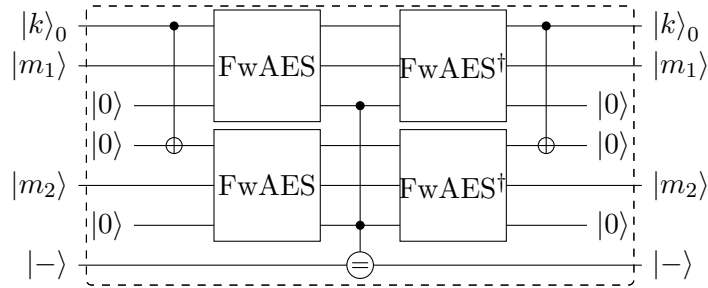 |k⟩₀ |k⟩₀
|m₁⟩ FwAES FwAES† |m₁⟩
|0⟩ |0⟩
|0⟩ |0⟩
|m₂⟩ FwAES FwAES† |m₂⟩
|0⟩ |0⟩
|−⟩ = |−⟩